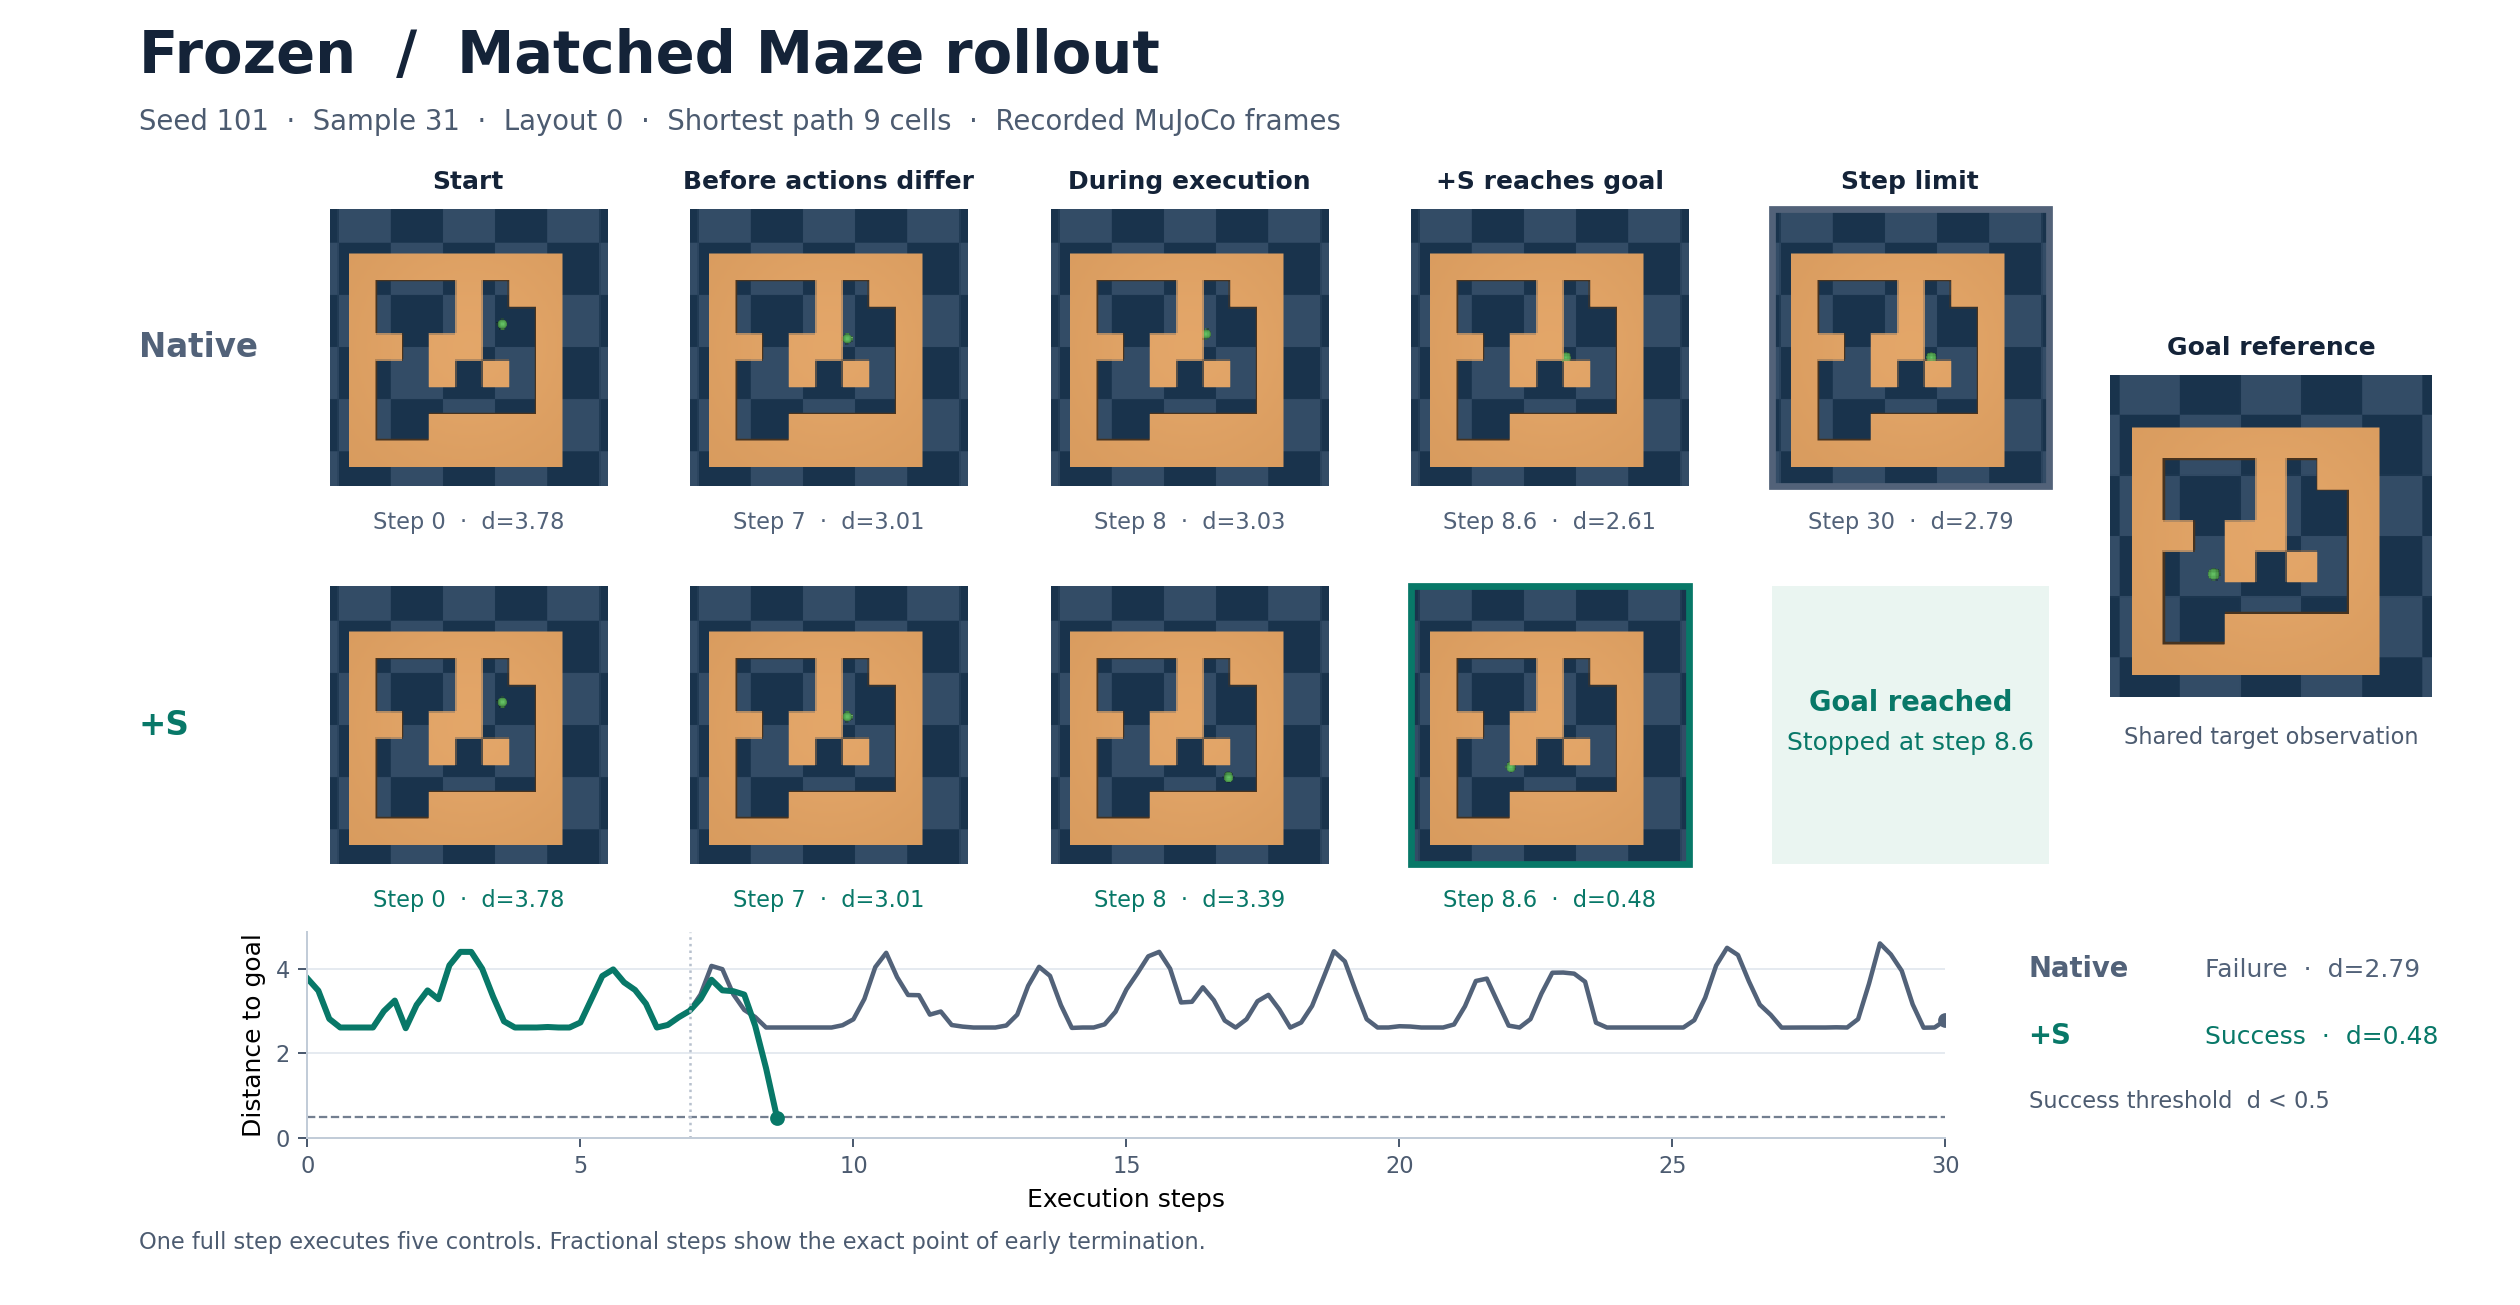 Frozen / Matched Maze rollout
Seed 101 · Sample 31 · Layout 0 · Shortest path 9 cells · Recorded MuJoCo frames
Start
Before actions differ
During execution
+S reaches goal
Step limit
Native
Step 0 · d=3.78
Step 7 · d=3.01
Step 8 · d=3.03
Step 8.6 · d=2.61
Step 30 · d=2.79
Goal reference
Shared target observation
+S
Goal reached
Stopped at step 8.6
Step 0 · d=3.78
Step 7 · d=3.01
Step 8 · d=3.39
Step 8.6 · d=0.48
Distance to goal
4
2
0
0
5
10
15
20
25
30
Execution steps
Native Failure · d=2.79
+S Success · d=0.48
Success threshold d < 0.5
One full step executes five controls. Fractional steps show the exact point of early termination.